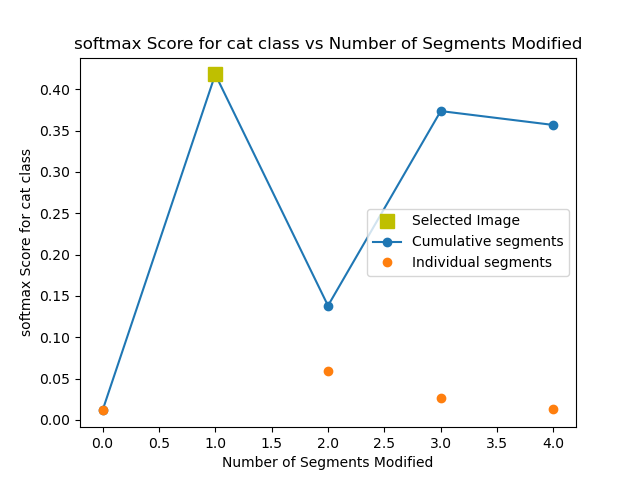 softmax Score for cat class vs Number of Segments Modified
softmax Score for cat class
0.40
0.35
0.30
0.25
0.20
0.15
0.10
0.05
0.00
Selected Image
Cumulative segments
Individual segments
0.0 0.5 1.0 1.5 2.0 2.5 3.0 3.5 4.0
Number of Segments Modified